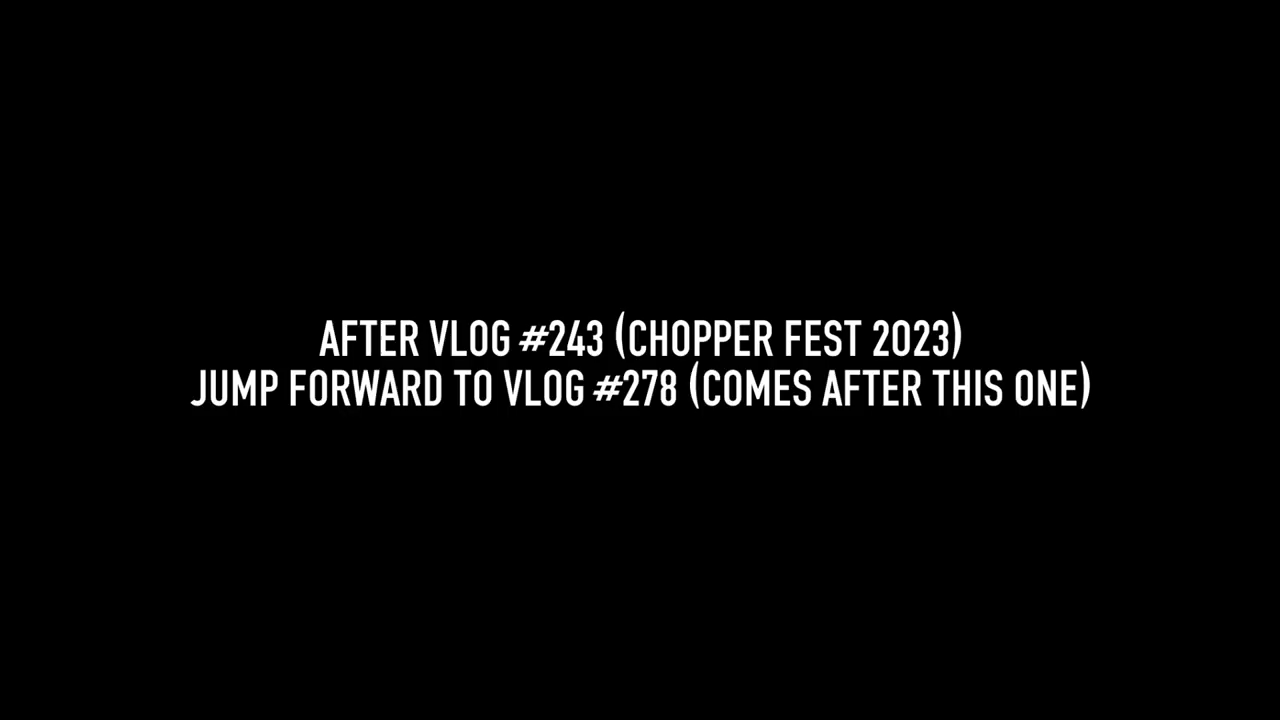 AFTER VLOG #243 (CHOPPER FEST 2023)
JUMP FORWARD TO VLOG #278 (COMES AFTER THIS ONE)